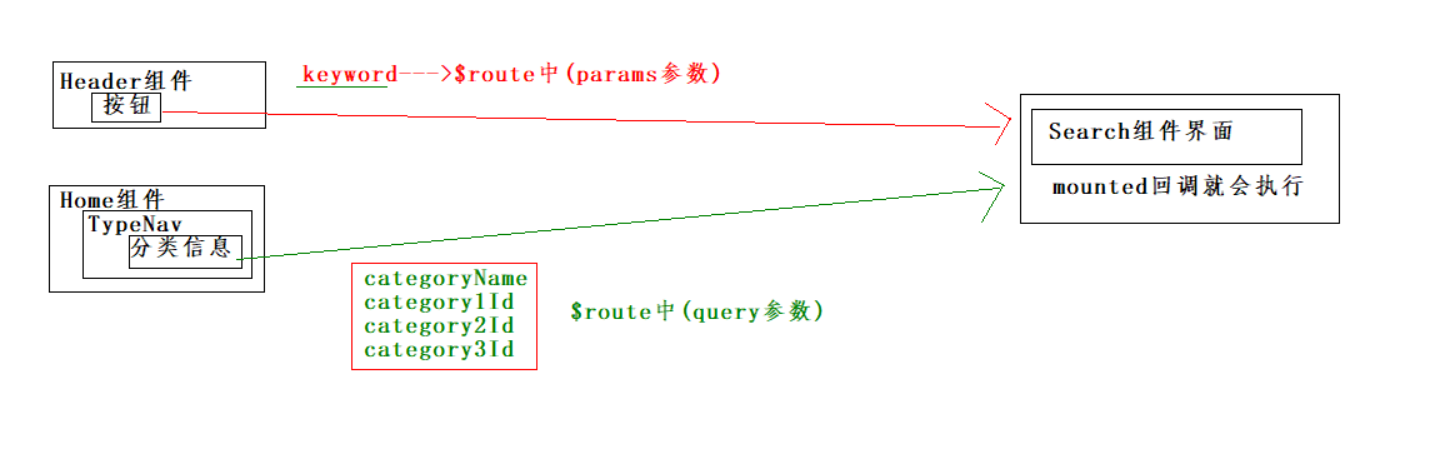 Header组件
按钮
keyword--->$route中(params参数)
Search组件界面
mounted回调就会执行
Home组件
TypeNav
分类信息
categoryName
category1Id
category2Id
category3Id
$route中(query参数)